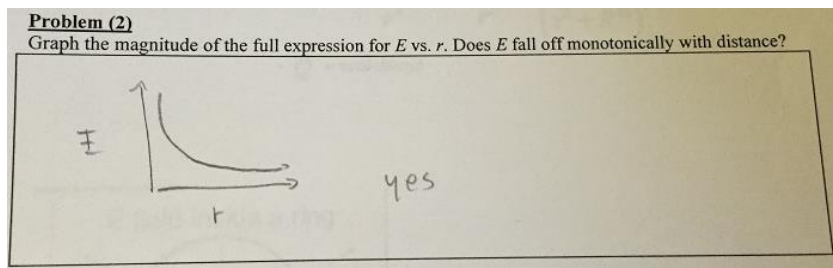 Problem (2)
Graph the magnitude of the full expression for E vs. r. Does E fall off monotonically with distance?
E
yes
r